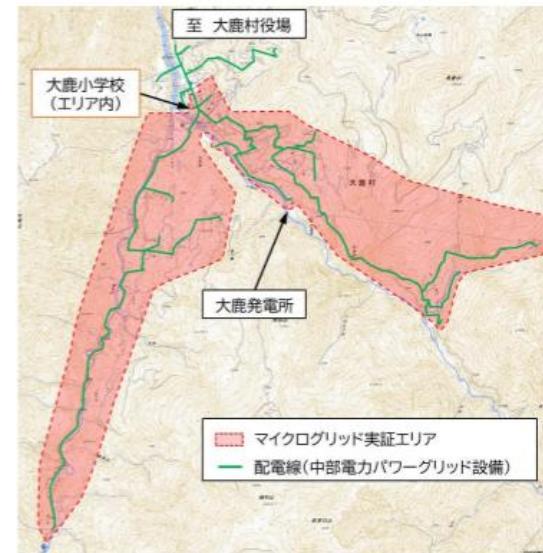 至 大鹿村役場
大鹿小学校
(エリア内)
大鹿村
大鹿発電所
マイクログリッド実証エリア
配電線(中部電力パワーグリッド設備)